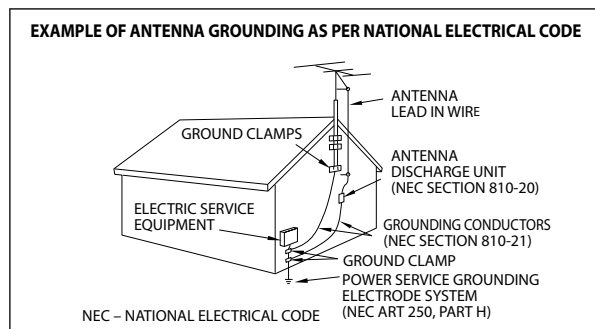 EXAMPLE OF ANTENNA GROUNDING AS PER NATIONAL ELECTRICAL CODE
ANTENNA
LEAD IN WIRE
GROUND CLAMPS
ANTENNA
DISCHARGE UNIT
(NEC SECTION 810-20)
ELECTRIC SERVICE
EQUIPMENT
GROUNDING CONDUCTORS
(NEC SECTION 810-21)
GROUND CLAMP
POWER SERVICE GROUNDING
ELECTRODE SYSTEM
(NEC ART 250, PART H)
NEC – NATIONAL ELECTRICAL CODE